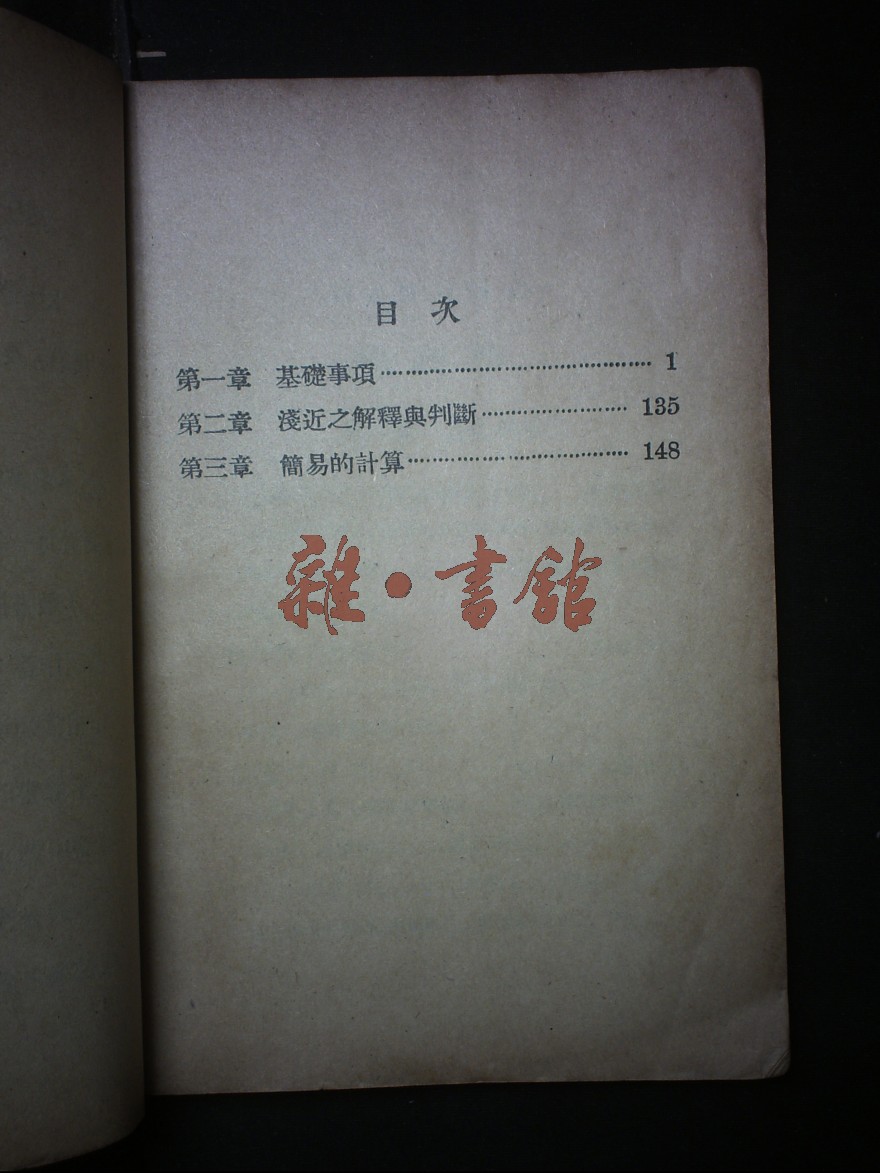 目次
第一章 基礎事項 1
第二章 淺近之解釋與判斷 135
第三章 簡易的計算 148
雜·書館